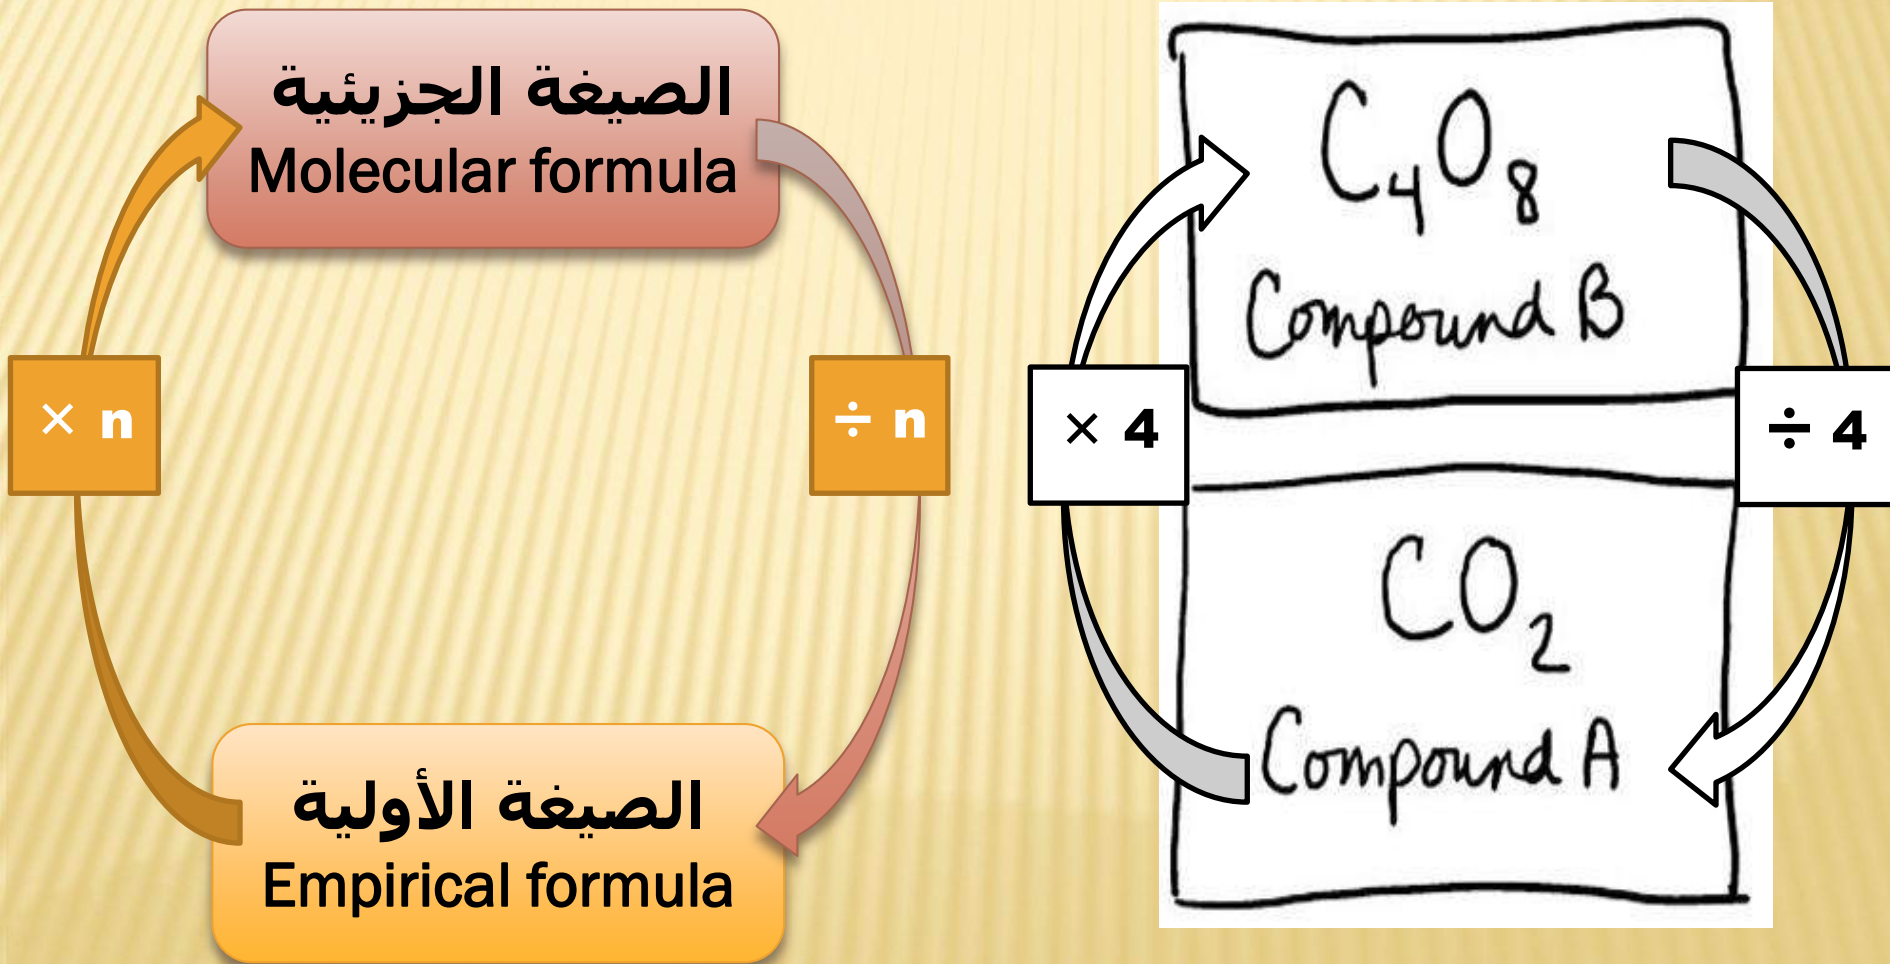 الصيغة الجزيئية
Molecular formula
× n
÷ n
الصيغة الأولية
Empirical formula
C₄O₈
Compound B
× 4
÷ 4
CO₂
Compound A